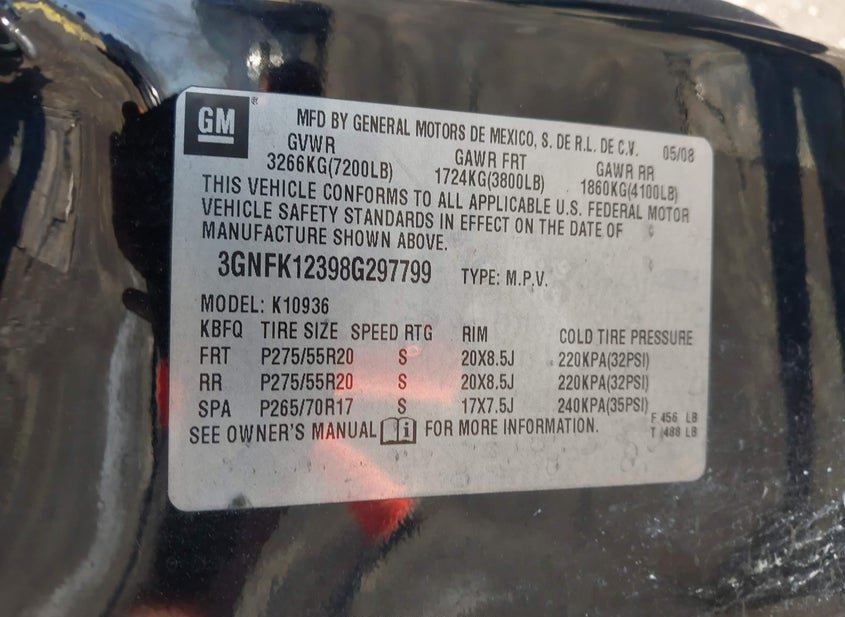 GM ®
MFD BY GENERAL MOTORS DE MEXICO, S. DE R.L. DE C.V. 05/08
GVWR GAWR FRT GAWR RR
3266KG(7200LB) 1724KG(3800LB) 1860KG(4100LB)
THIS VEHICLE CONFORMS TO ALL APPLICABLE U.S. FEDERAL MOTOR
VEHICLE SAFETY STANDARDS IN EFFECT ON THE DATE OF
MANUFACTURE SHOWN ABOVE.
3GNFK12398G297799 TYPE: M.P.V.
MODEL: K10936
KBFQ TIRE SIZE SPEED RTG RIM COLD TIRE PRESSURE
FRT P275/55R20 S 20X8.5J 220KPA(32PSI)
RR P275/55R20 S 20X8.5J 220KPA(32PSI)
SPA P265/70R17 S 17X7.5J 240KPA(35PSI)
F 456 LB
SEE OWNER'S MANUAL i FOR MORE INFORMATION. T 488 LB